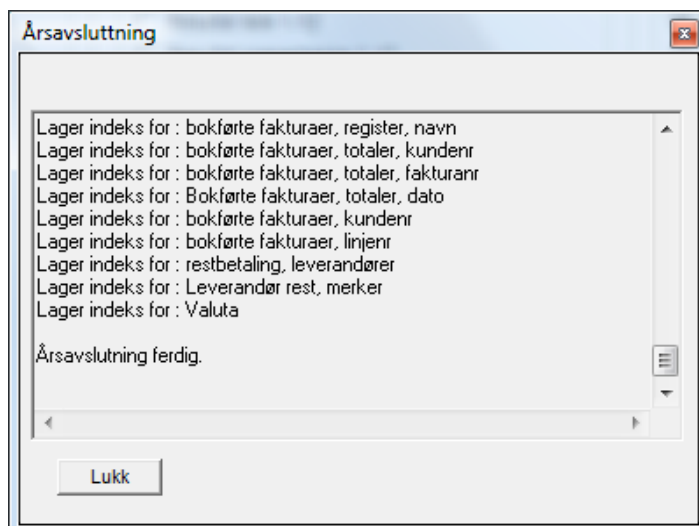 Årsavsluttning
Lager indeks for : bokførte fakturaer, register, navn
Lager indeks for : bokførte fakturaer, totaler, kundenr
Lager indeks for : bokførte fakturaer, totaler, fakturanr
Lager indeks for : Bokførte fakturaer, totaler, dato
Lager indeks for : bokførte fakturaer, kundenr
Lager indeks for : bokførte fakturaer, linjenr
Lager indeks for : restbetaling, leverandører
Lager indeks for : Leverandør rest, merker
Lager indeks for : Valuta
Årsavslutning ferdig.
Lukk